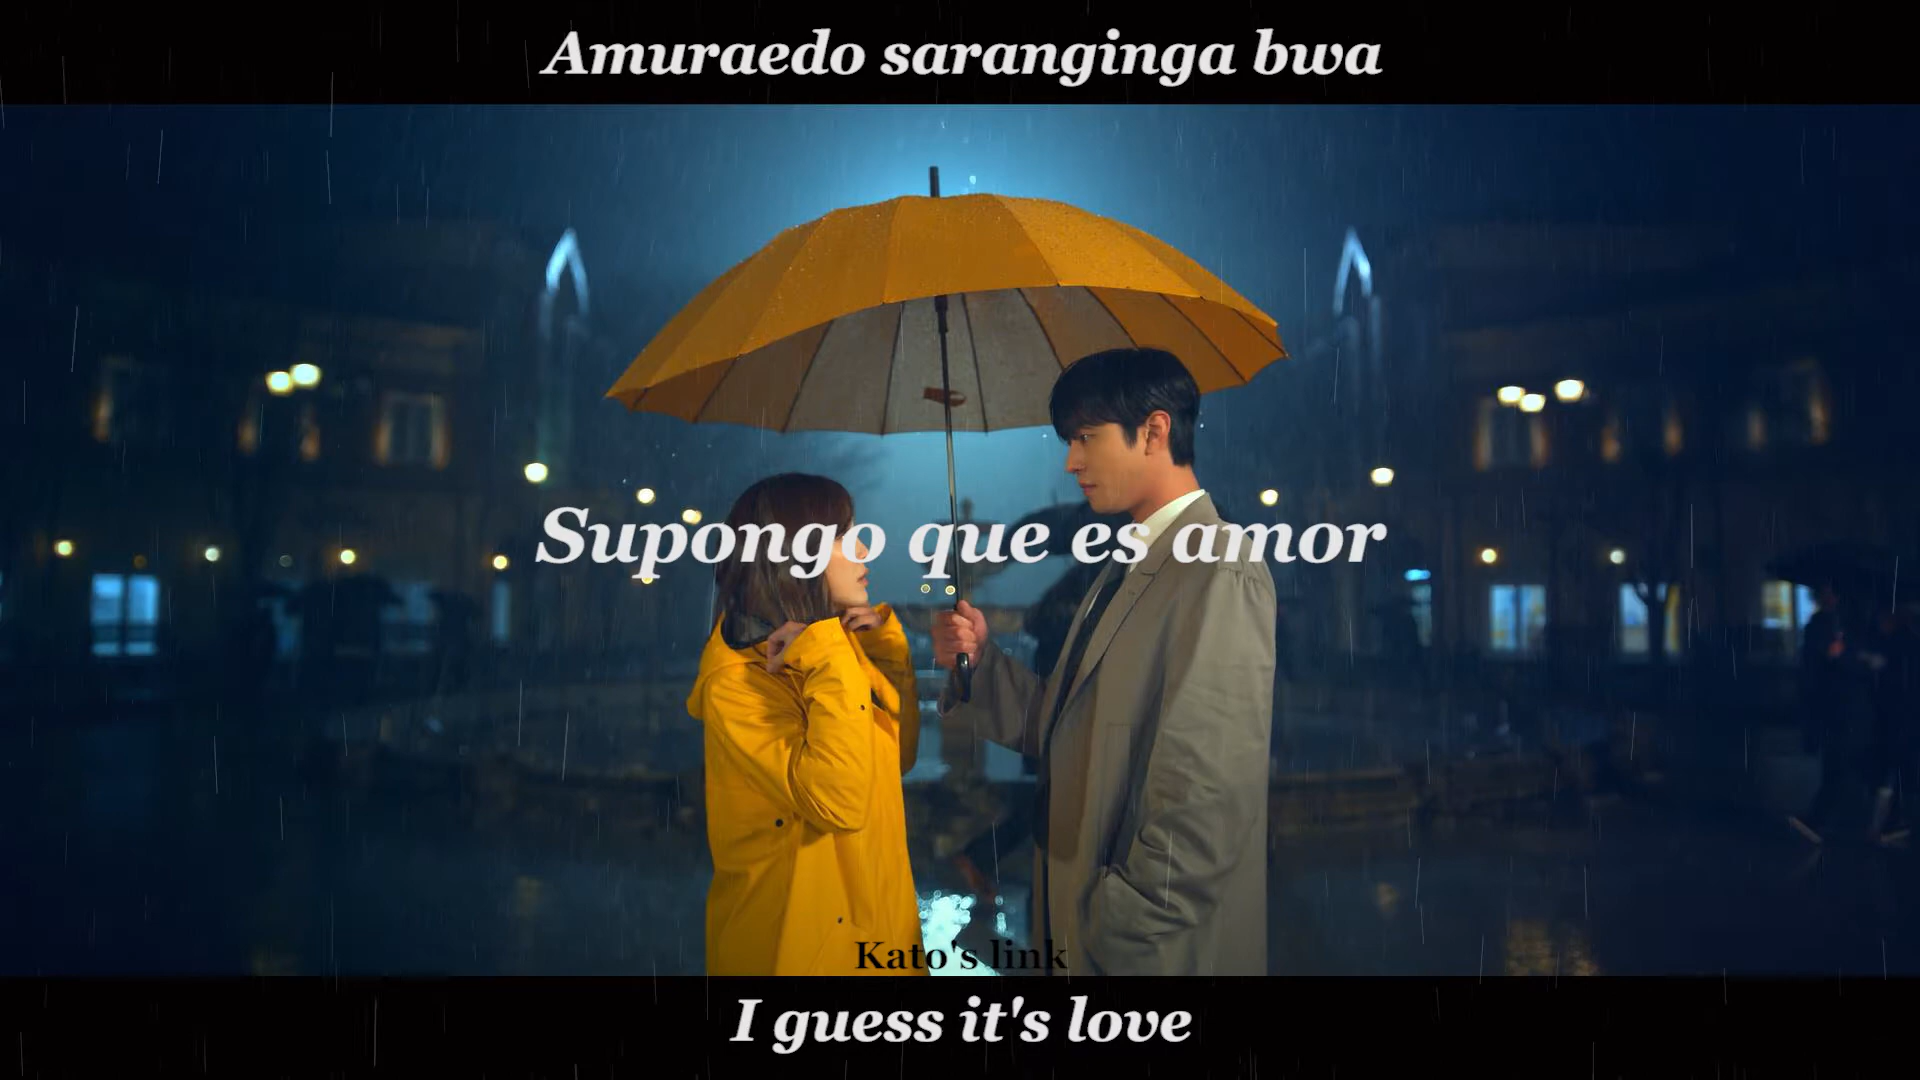 Amuraedo saranginga bwa
Supongo que es amor
Kato's link
I guess it's love